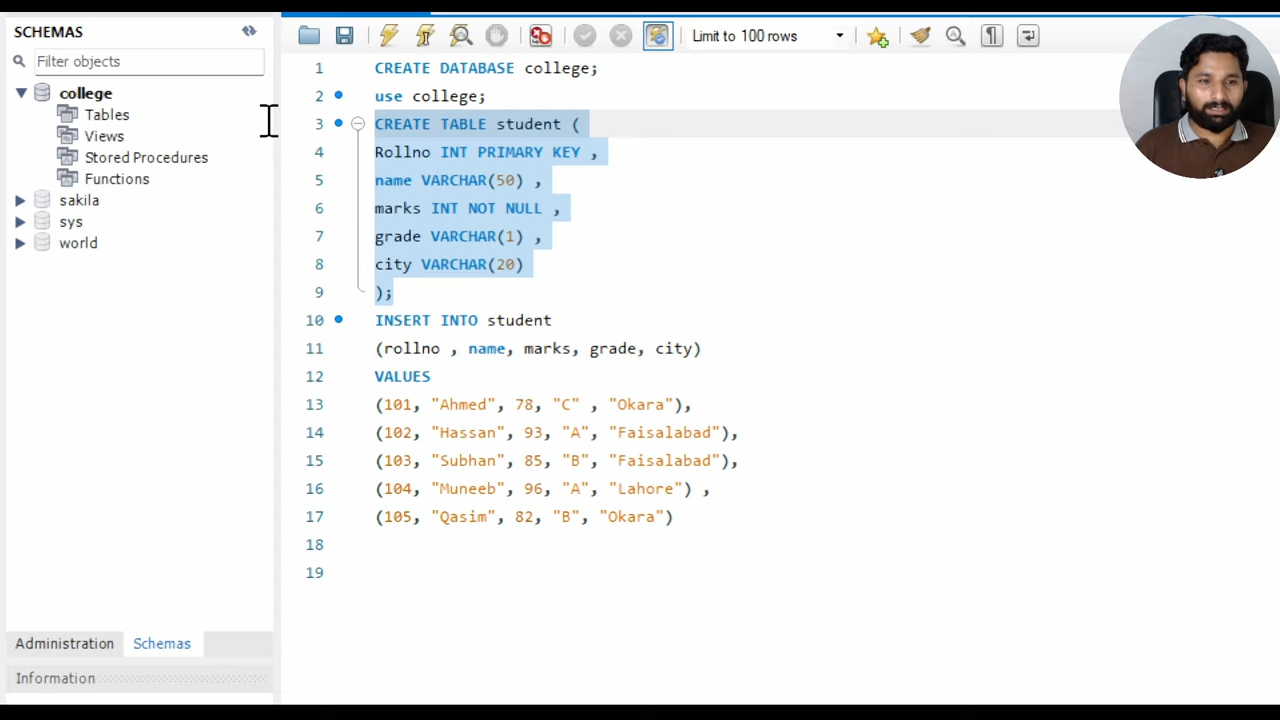 SCHEMAS
Filter objects
college
Tables
Views
Stored Procedures
Functions
sakila
sys
world
Administration Schemas
Information
Limit to 100 rows
1 CREATE DATABASE college;
2 use college;
3 CREATE TABLE student (
4 Rollno INT PRIMARY KEY ,
5 name VARCHAR(50) ,
6 marks INT NOT NULL ,
7 grade VARCHAR(1) ,
8 city VARCHAR(20)
9 );
10 INSERT INTO student
11 (rollno , name, marks, grade, city)
12 VALUES
13 (101, "Ahmed", 78, "C" , "Okara"),
14 (102, "Hassan", 93, "A", "Faisalabad"),
15 (103, "Subhan", 85, "B", "Faisalabad"),
16 (104, "Muneeb", 96, "A", "Lahore") ,
17 (105, "Qasim", 82, "B", "Okara")
18
19